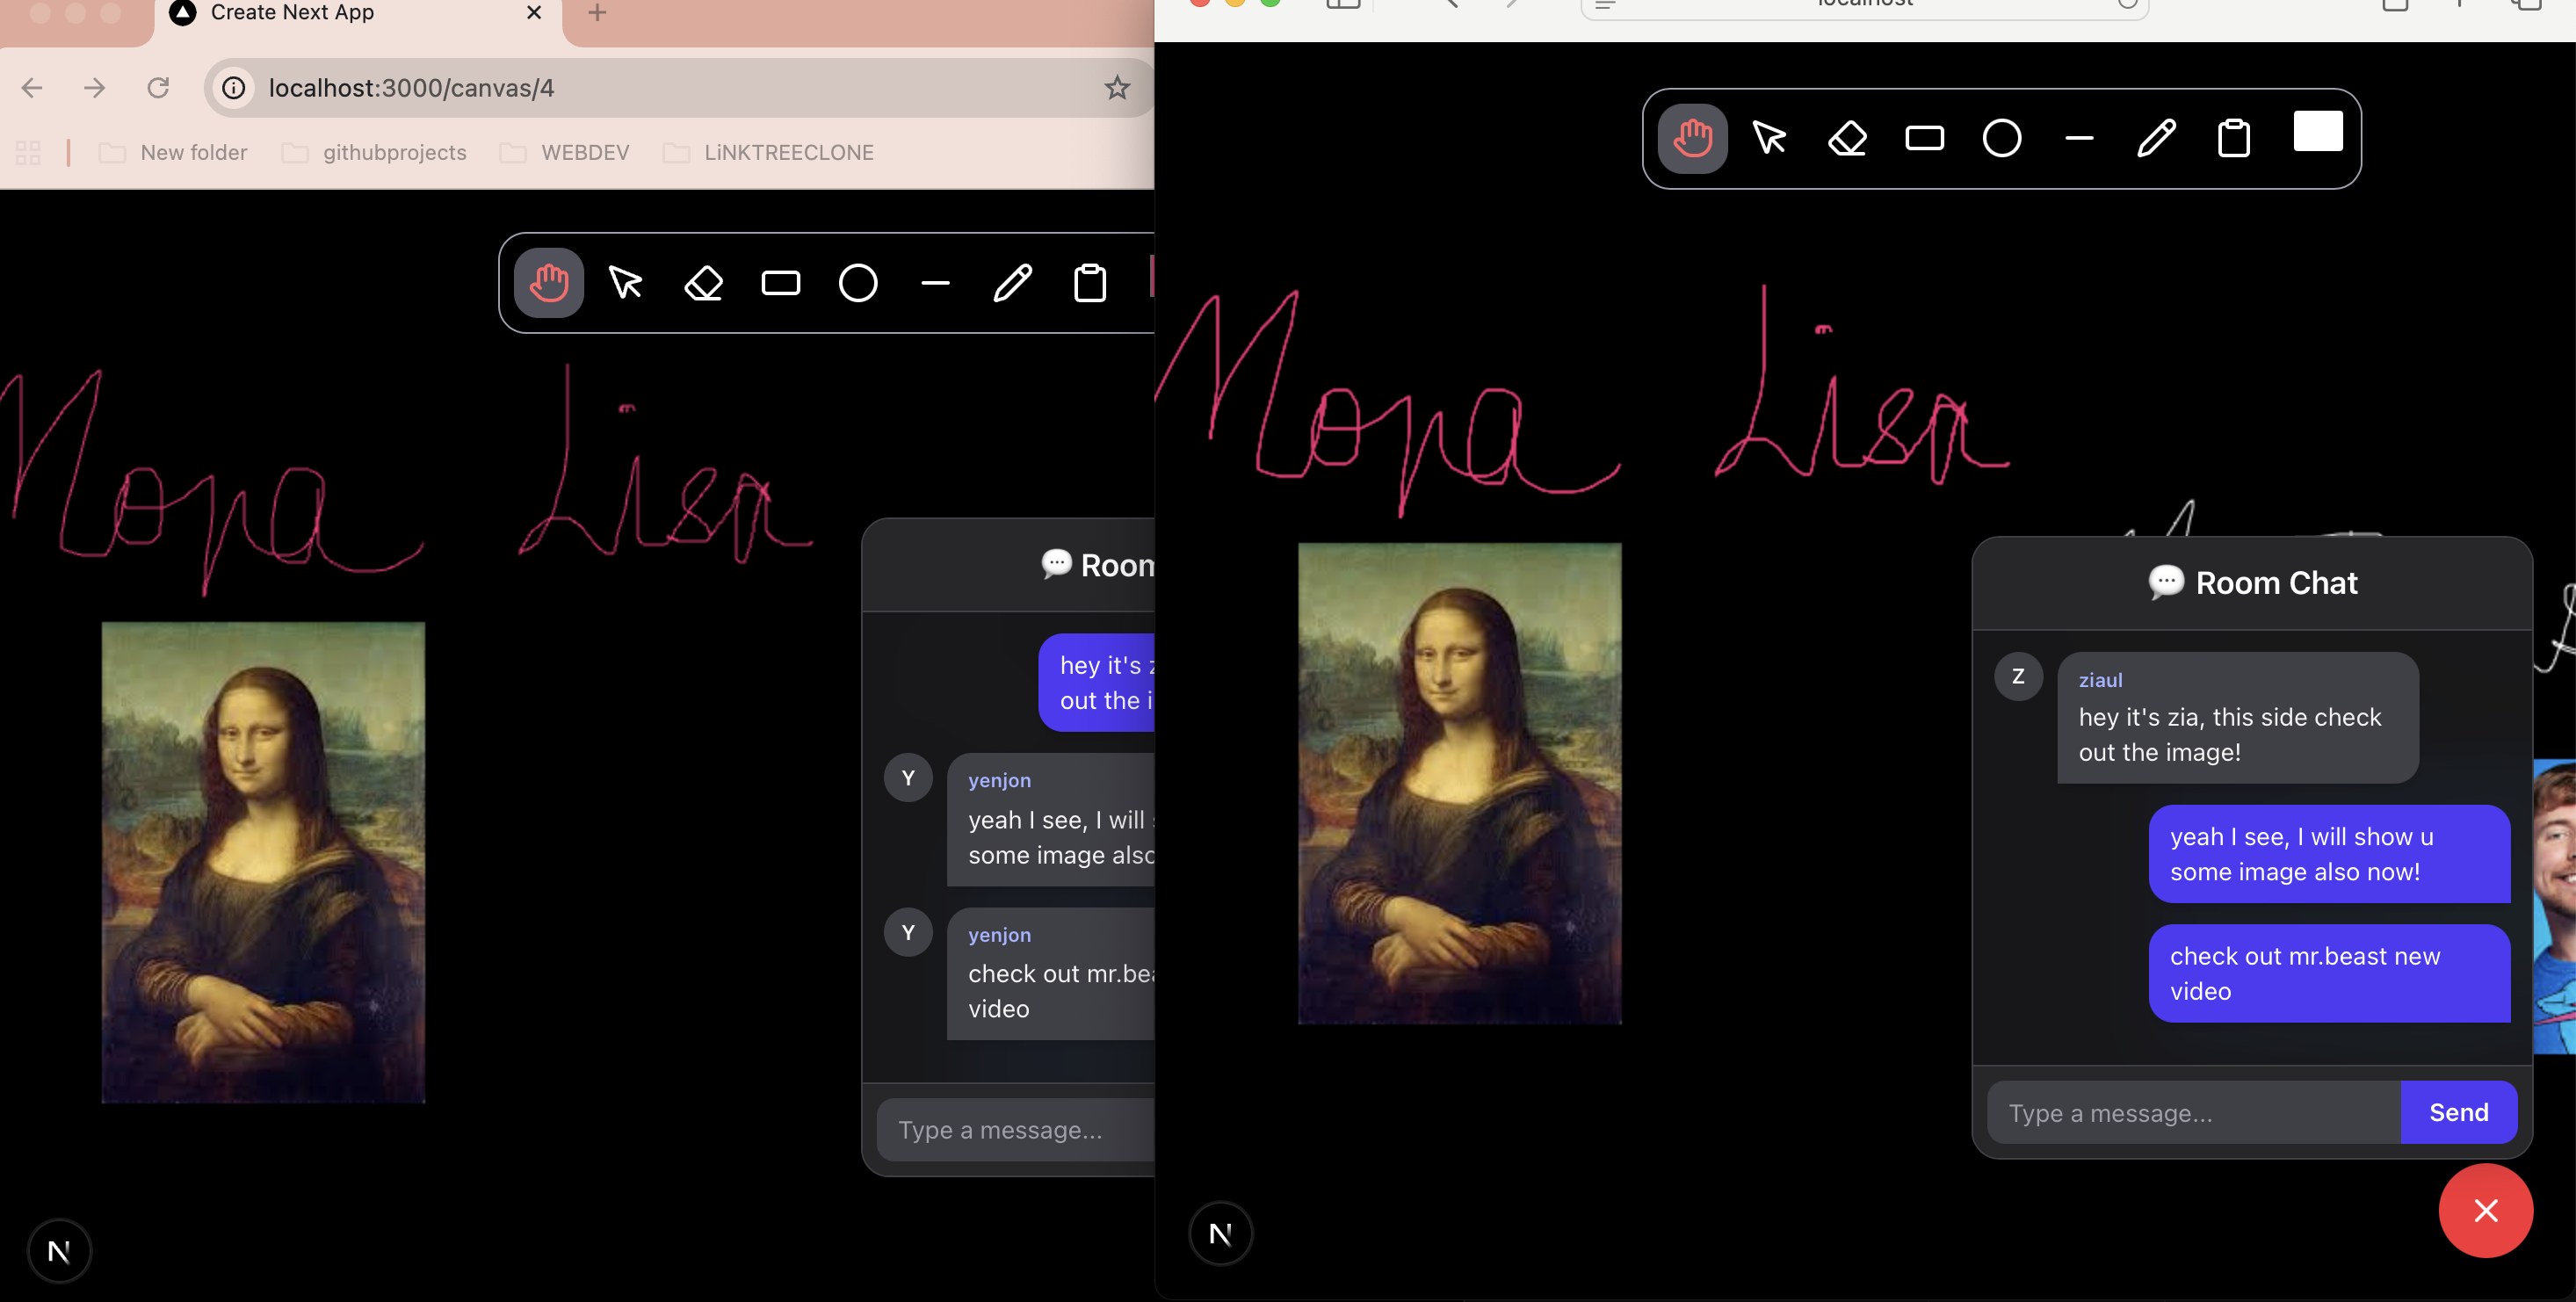 Create Next App
localhost:3000/canvas/4
New folder
githubprojects
WEBDEV
LiNKTREECLONE
Mona Lisa
💬 Room
hey it's
out the
Y
yenjon
yeah I see, I will
some image also
Y
yenjon
check out
video
Type a message...
N
localhost
Mona Lisa
💬 Room Chat
Z
ziaul
hey it's zia, this side check
out the image!
yeah I see, I will show u
some image also now!
check out mr.beast new
video
Type a message...
Send
N